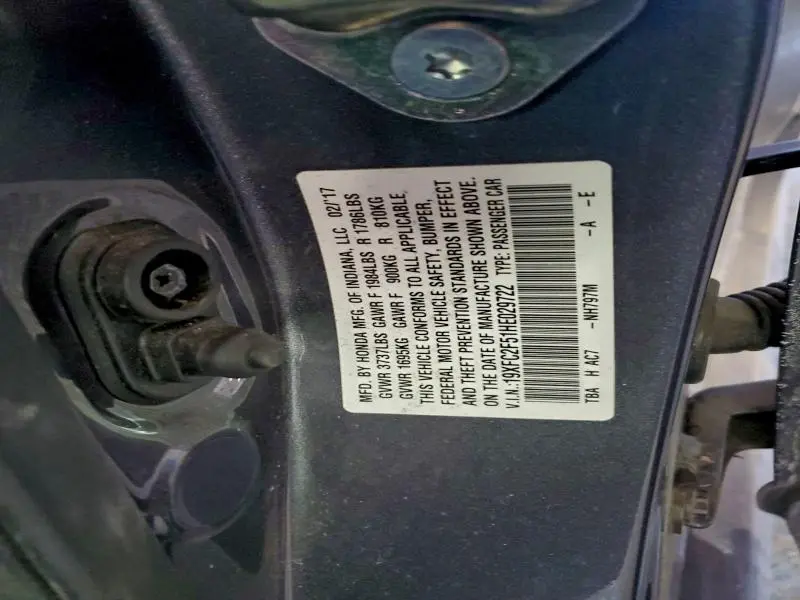 MFD. BY HONDA MFG. OF INDIANA, LLC 02/'17
GVWR 3737LBS GAWR F 1984LBS R 1786LBS
GVWR 1695KG GAWR F 900KG R 810KG
THIS VEHICLE CONFORMS TO ALL APPLICABLE,
FEDERAL MOTOR VEHICLE SAFETY, BUMPER,
AND THEFT PREVENTION STANDARDS IN EFFECT
ON THE DATE OF MANUFACTURE SHOWN ABOVE.
V.I.N.:19XFC2F51HE029722 TYPE: PASSENGER CAR
TBA H AC7 -NH797M -A -E